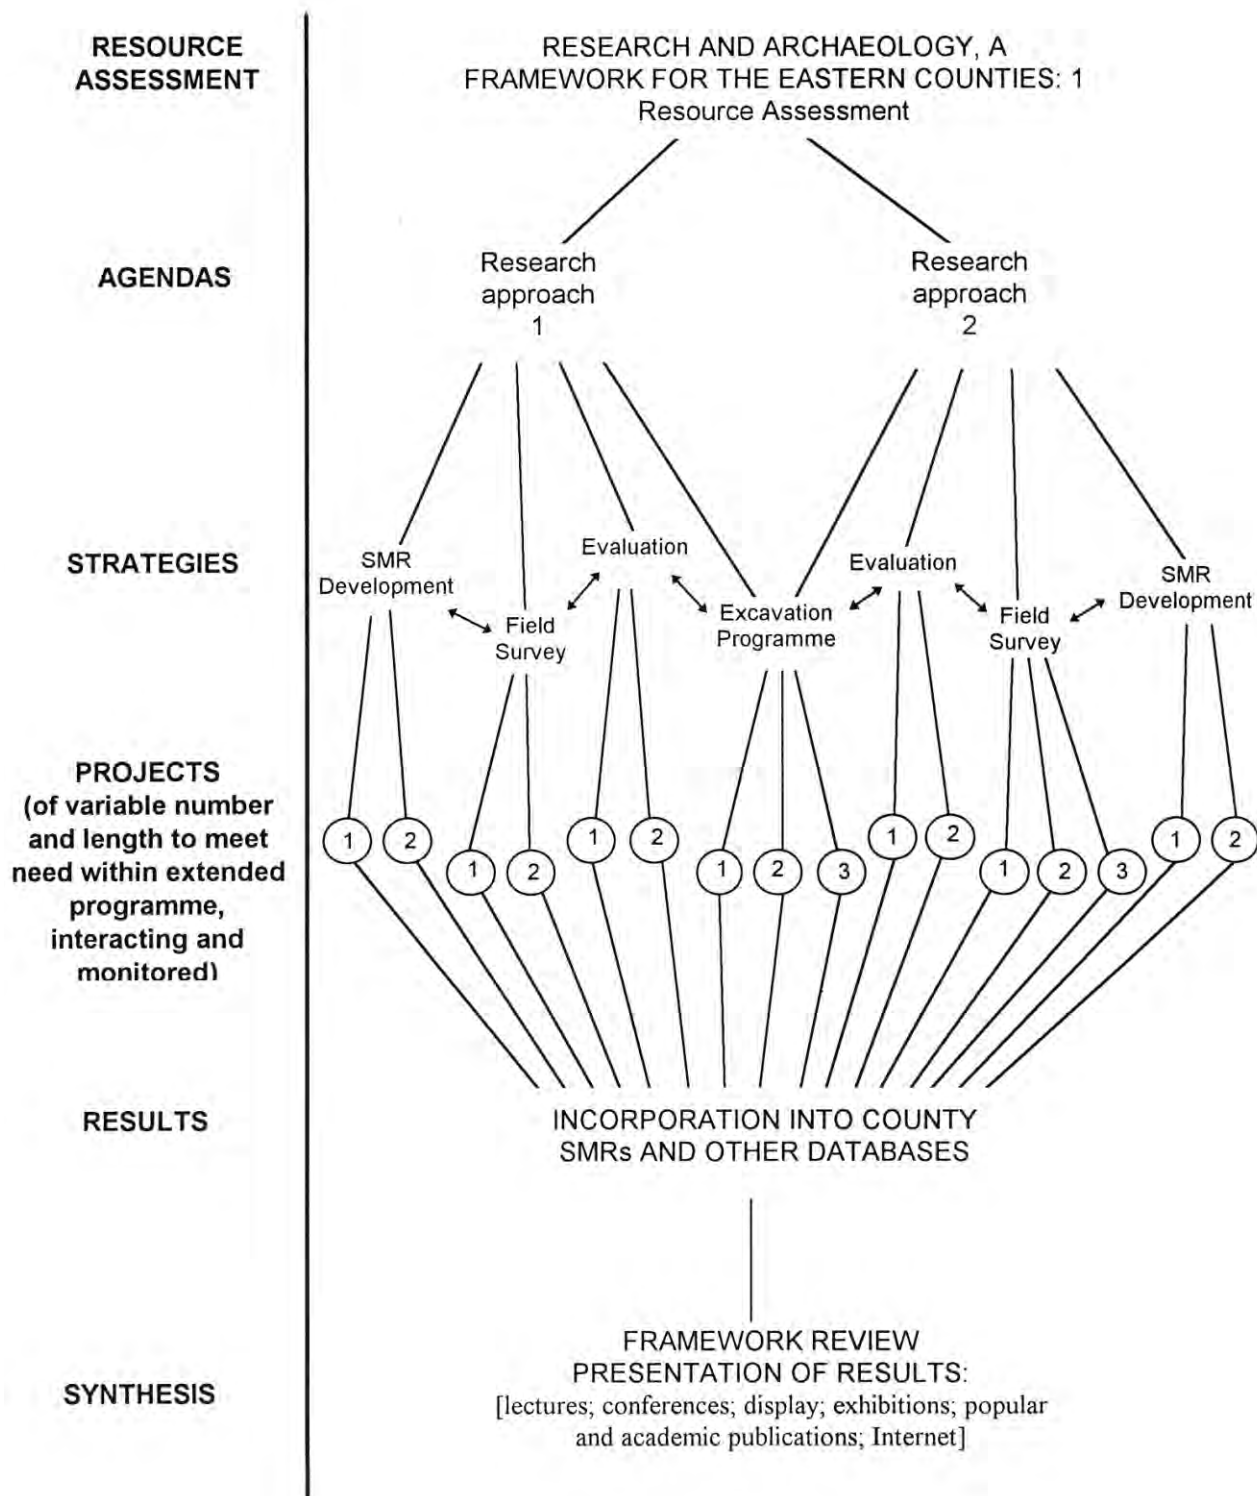 RESOURCE
ASSESSMENT
RESEARCH AND ARCHAEOLOGY, A
FRAMEWORK FOR THE EASTERN COUNTIES: 1
Resource Assessment
AGENDAS
Research
approach
1
Research
approach
2
STRATEGIES
SMR
Development
Field
Survey
Evaluation
Excavation
Programme
Evaluation
Field
Survey
SMR
Development
PROJECTS
(of variable number
and length to meet
need within extended
programme,
interacting and
monitored)
1
2
1
2
1
2
1
2
3
1
2
1
2
3
1
2
RESULTS
INCORPORATION INTO COUNTY
SMRs AND OTHER DATABASES
SYNTHESIS
FRAMEWORK REVIEW
PRESENTATION OF RESULTS:
[lectures; conferences; display; exhibitions; popular
and academic publications; Internet]